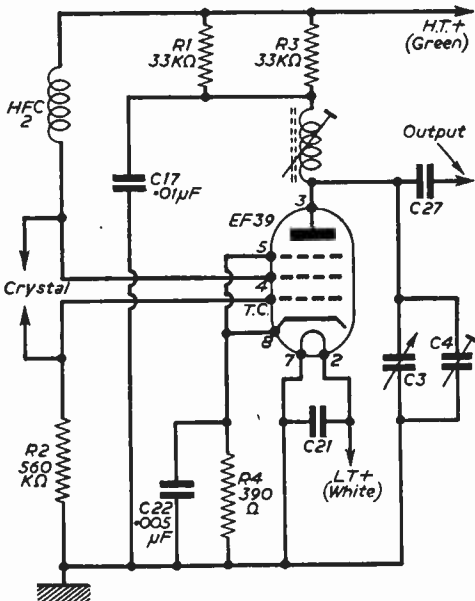 H.T.+
(Green)
R1
33KΩ
R3
33KΩ
HFC
2
Output
C17
·01μF
C27
3
EF39
5
4
Crystal
T.C.
8
7
2
C3
C4
C21
R2
560
KΩ
R4
390
Ω
LT+
(White)
C22
·005
μF